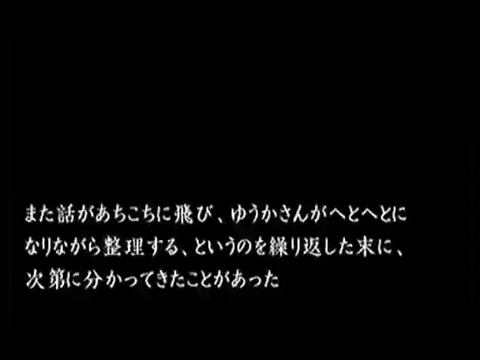 また話があちこちに飛び、ゆうかさんがへとへとに
なりながら整理する、というのを繰り返した末に、
次第に分かってきたことがあった